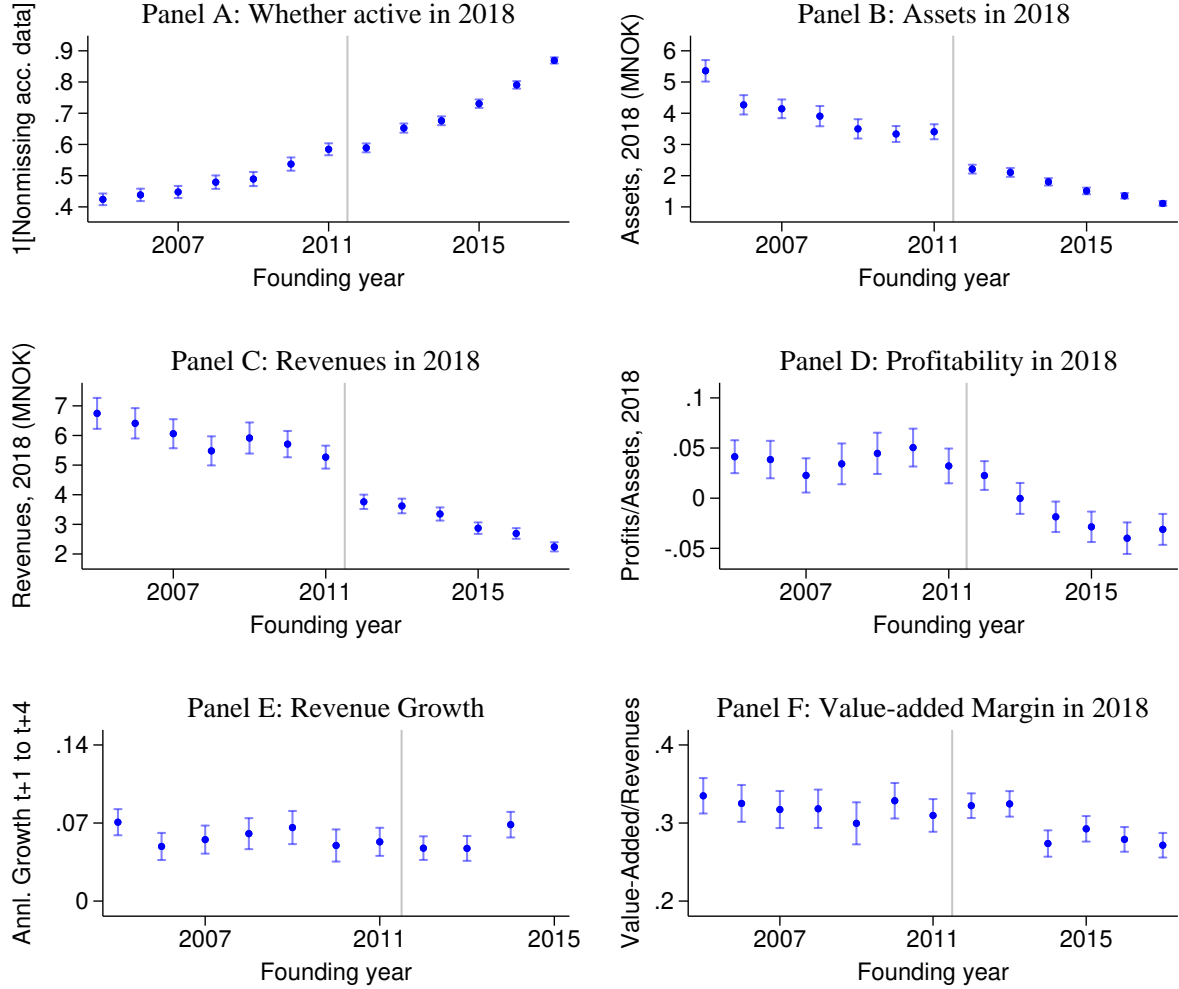 Panel A: Whether active in 2018
1[Nonmissing acc. data]
.9
.8
.7
.6
.5
.4
2007
2011
2015
Founding year
Panel B: Assets in 2018
Assets, 2018 (MNOK)
6
5
4
3
2
1
2007
2011
2015
Founding year
Panel C: Revenues in 2018
Revenues, 2018 (MNOK)
7
6
5
4
3
2
2007
2011
2015
Founding year
Panel D: Profitability in 2018
Profits/Assets, 2018
.1
0.05
0
-.05
2007
2011
2015
Founding year
Panel E: Revenue Growth
Annl. Growth t+1 to t+4
.14
.07
0
2007
2011
2015
Founding year
Panel F: Value-added Margin in 2018
Value-Added/Revenues
.4
.3
.2
2007
2011
2015
Founding year